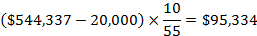 ($544,337 − 20,000) × 10/55 = $95,334